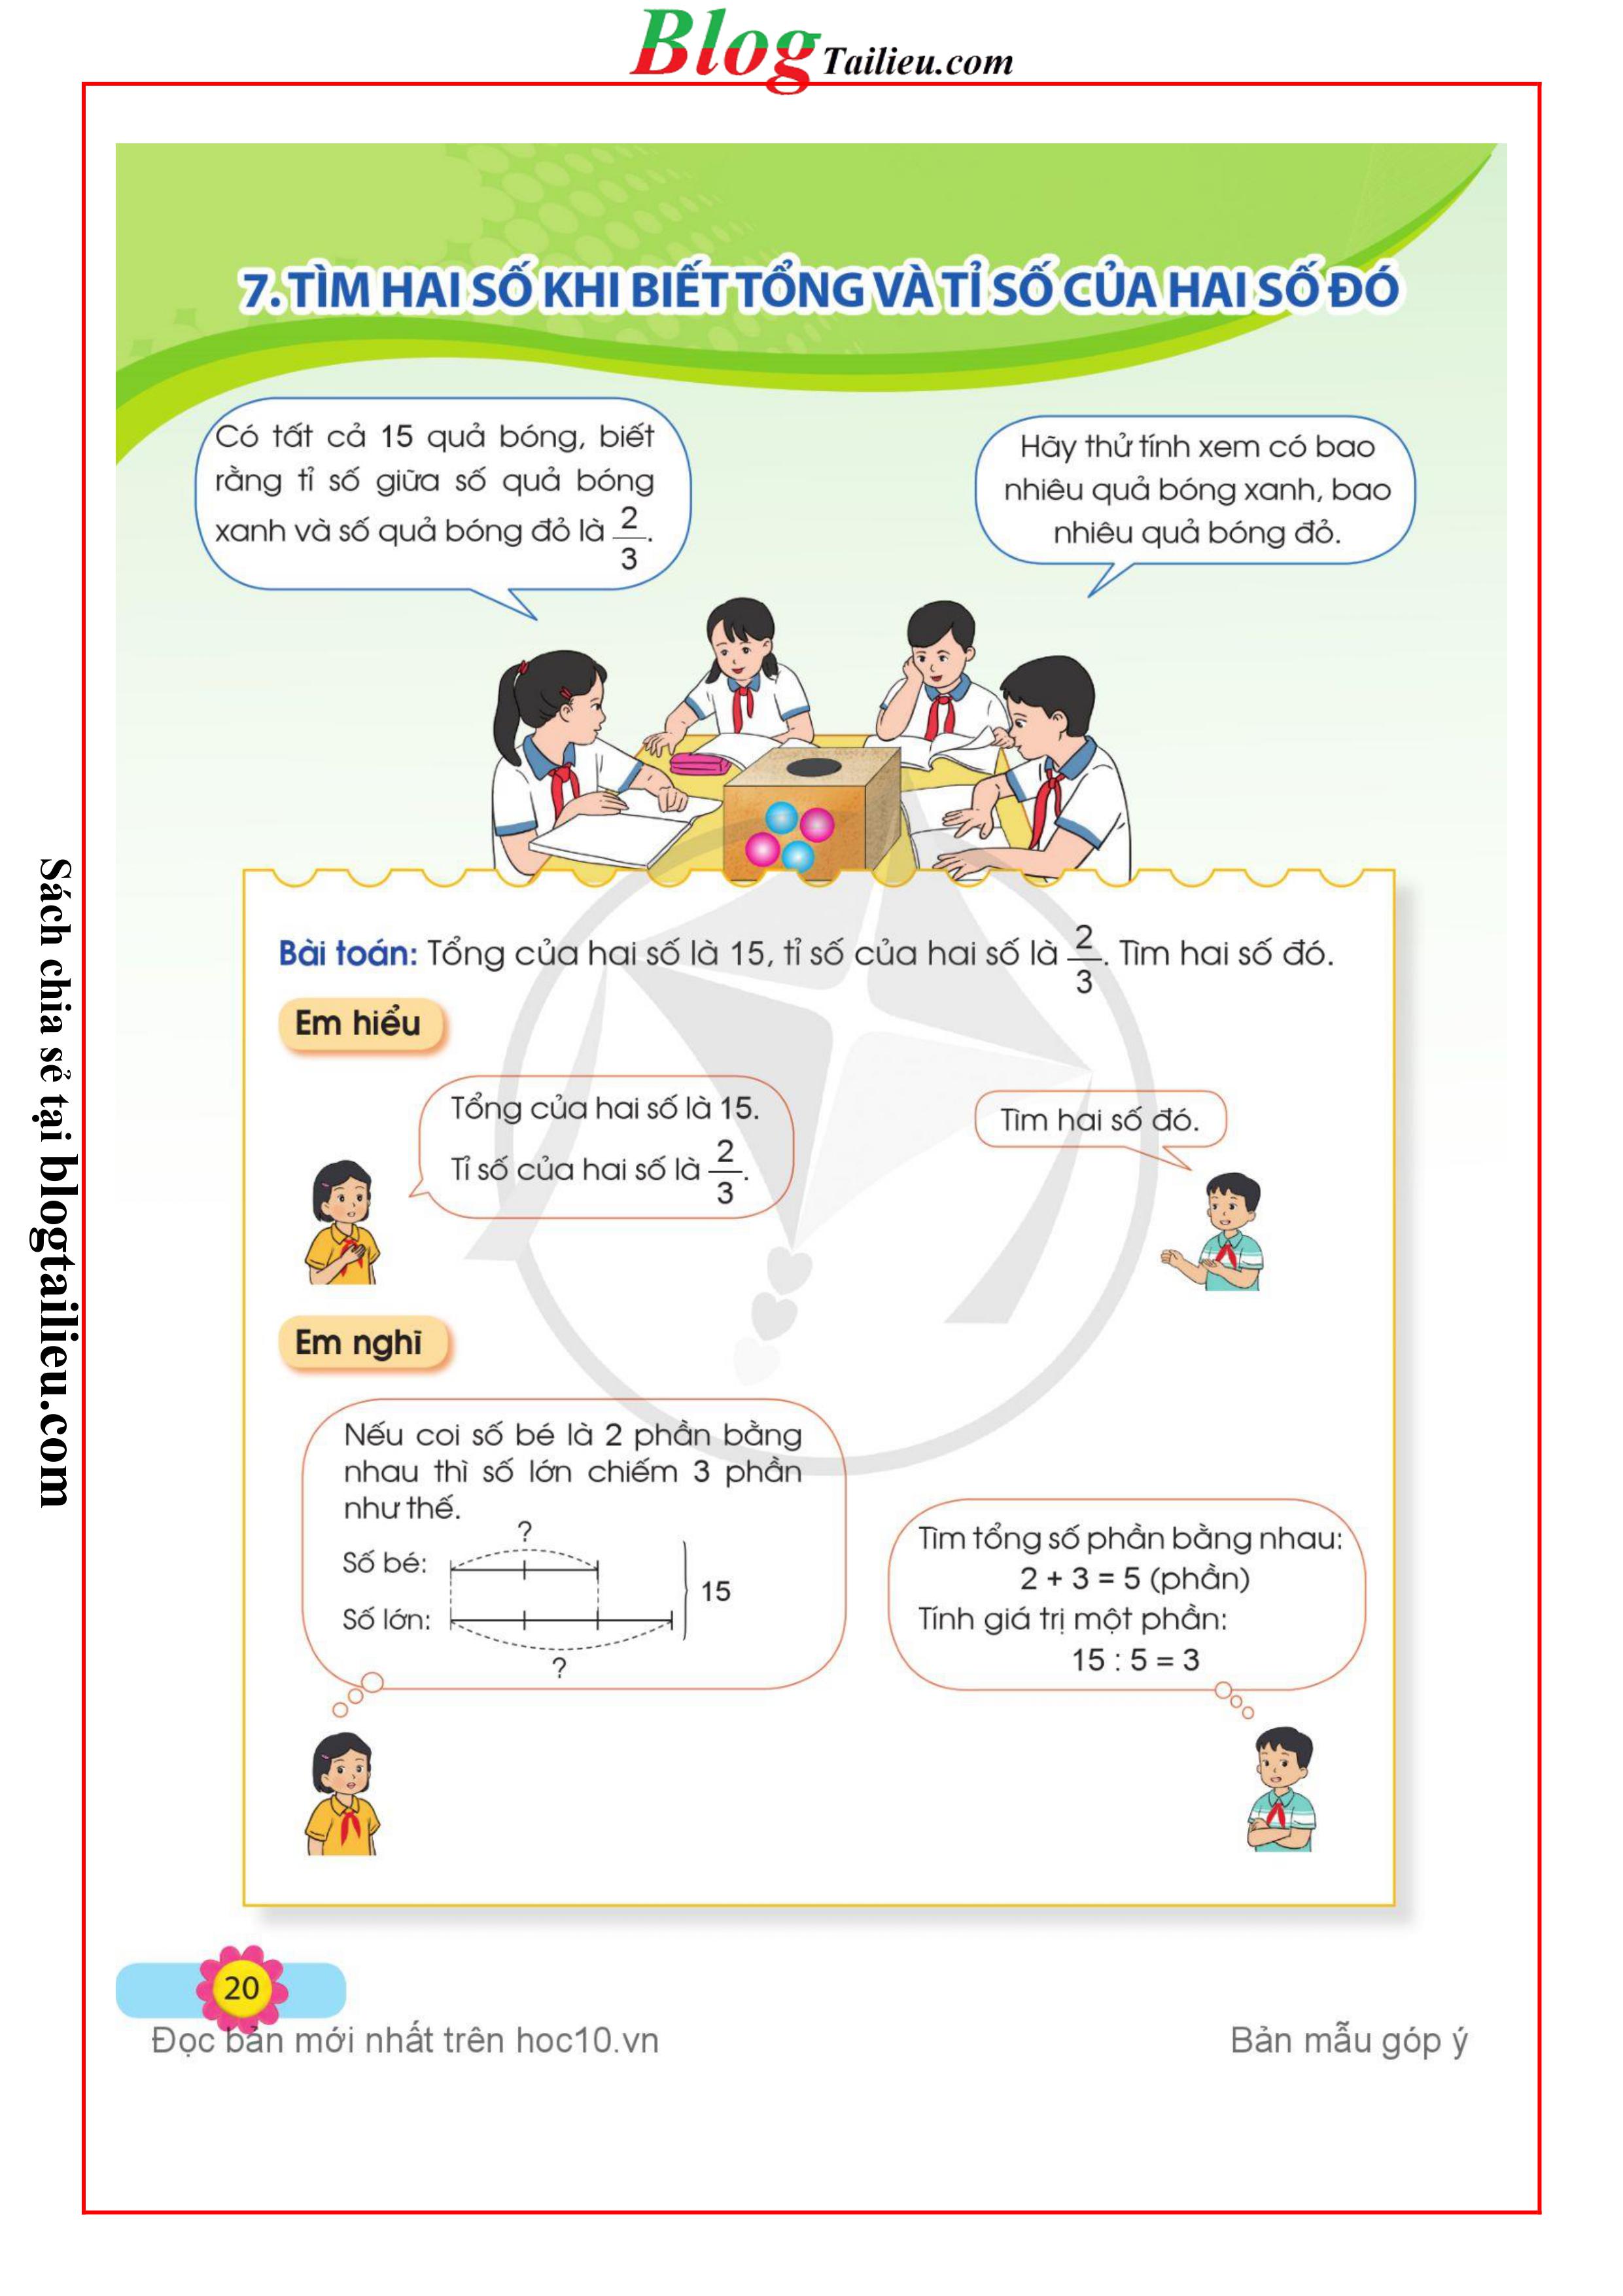 Blog Tailieu.com
7. TÌM HAI SỐ KHI BIẾT TỔNG VÀ TỈ SỐ CỦA HAI SỐ ĐÓ
Có tất cả 15 quả bóng, biết
rằng tỉ số giữa số quả bóng
xanh và số quả bóng đỏ là 2/3.
Hãy thử tính xem có bao
nhiêu quả bóng xanh, bao
nhiêu quả bóng đỏ.
Bài toán: Tổng của hai số là 15, tỉ số của hai số là 2/3. Tìm hai số đó.
Em hiểu
Tổng của hai số là 15.
Tỉ số của hai số là 2/3.
Tìm hai số đó.
Em nghĩ
Nếu coi số bé là 2 phần bằng
nhau thì số lớn chiếm 3 phần
như thế.
?
Số bé:
15
Số lớn:
?
Tìm tổng số phần bằng nhau:
2 + 3 = 5 (phần)
Tính giá trị một phần:
15 : 5 = 3
20
Đọc bản mới nhất trên hoc10.vn
Bản mẫu góp ý
Sách chia sẻ tại blogtailieu.com